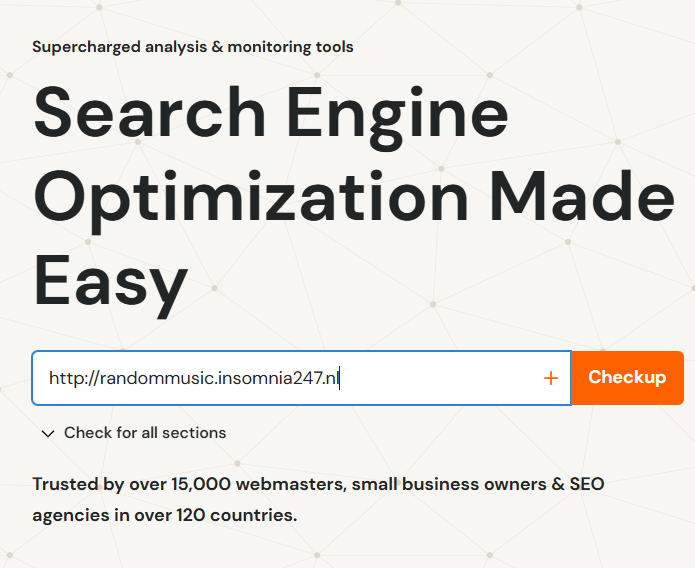 Supercharged analysis & monitoring tools
Search Engine
Optimization Made
Easy
http://randommusic.insomnia247.nl
+
Checkup
Check for all sections
Trusted by over 15,000 webmasters, small business owners & SEO
agencies in over 120 countries.